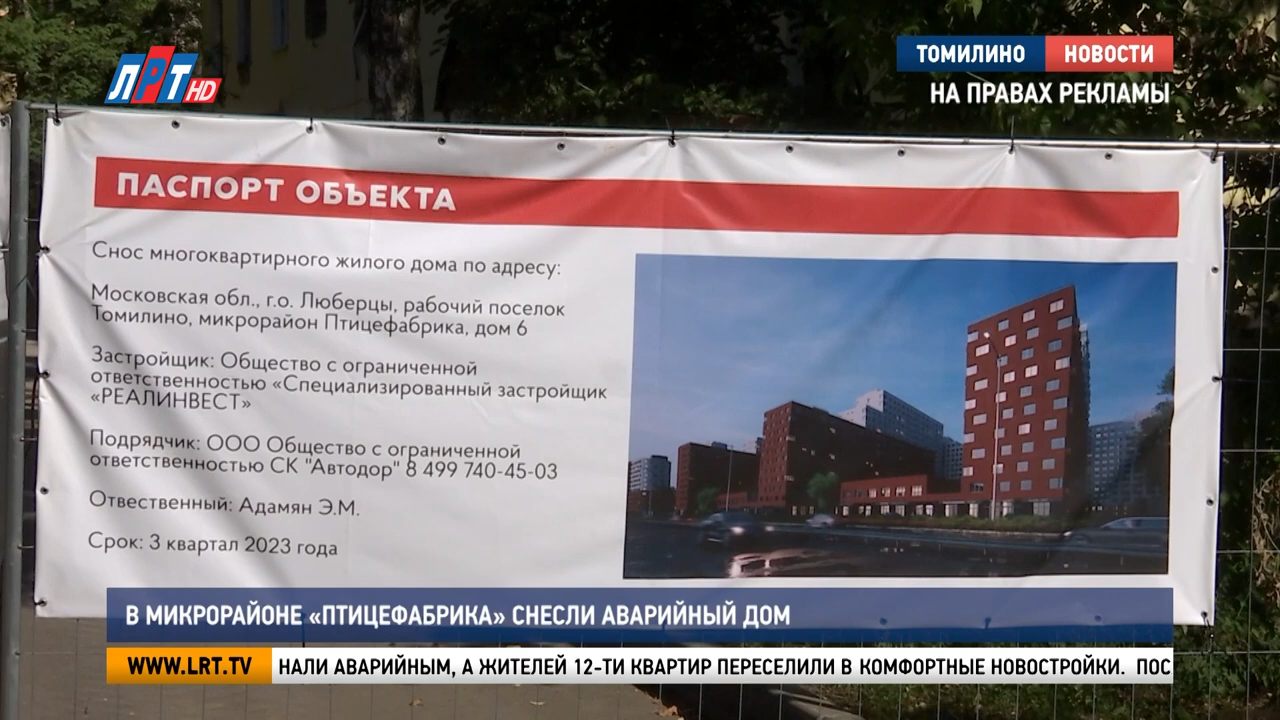 ЛРТ HD
ТОМИЛИНО НОВОСТИ
НА ПРАВАХ РЕКЛАМЫ
ПАСПОРТ ОБЪЕКТА
Снос многоквартирного жилого дома по адресу:
Московская обл., г.о. Люберцы, рабочий поселок
Томилино, микрорайон Птицефабрика, дом 6
Застройщик: Общество с ограниченной
ответственностью «Специализированный застройщик
«РЕАЛИНВЕСТ»
Подрядчик: ООО Общество с ограниченной
ответственностью СК "Автодор" 8 499 740-45-03
Отвественный: Адамян Э.М.
Срок: 3 квартал 2023 года
В МИКРОРАЙОНЕ «ПТИЦЕФАБРИКА» СНЕСЛИ АВАРИЙНЫЙ ДОМ
WWW.LRT.TV НАЛИ АВАРИЙНЫМ, А ЖИТЕЛЕЙ 12-ТИ КВАРТИР ПЕРЕСЕЛИЛИ В КОМФОРТНЫЕ НОВОСТРОЙКИ. ПОС